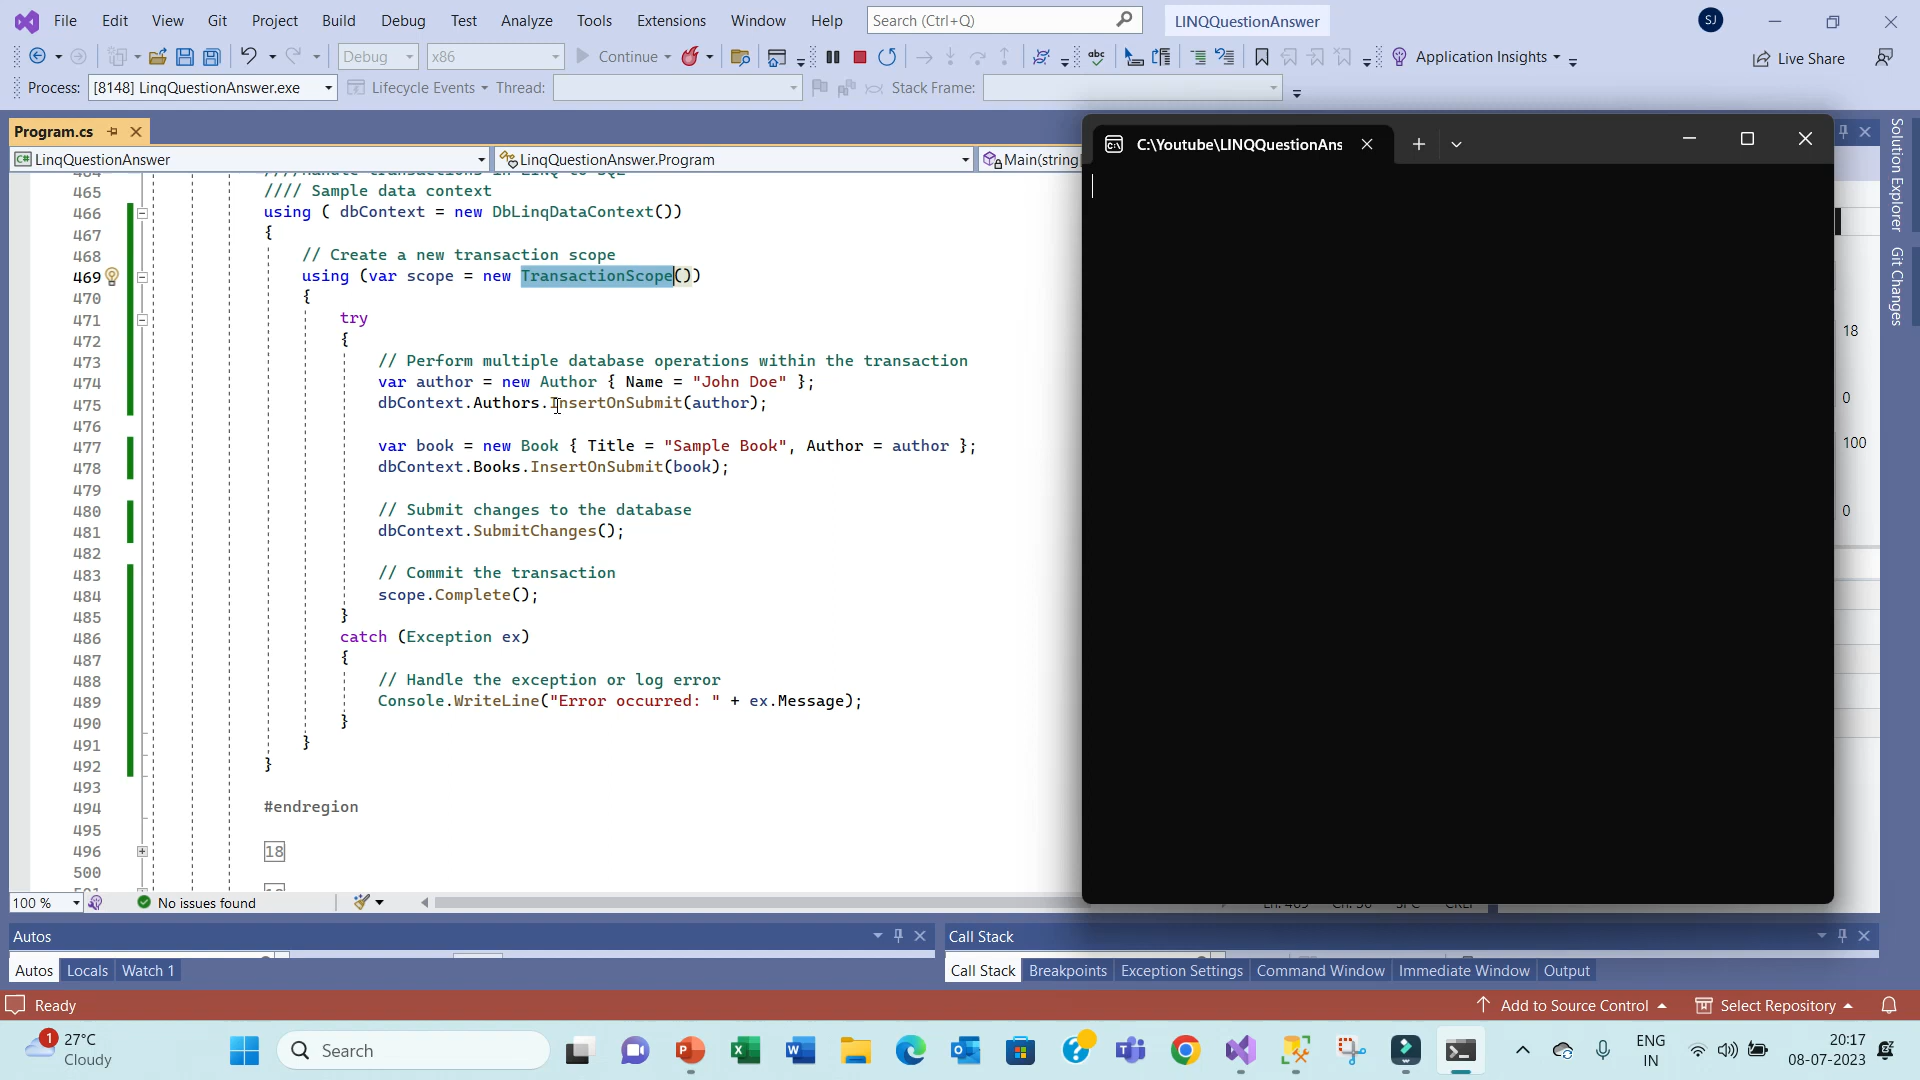 File Edit View Git Project Build Debug Test Analyze Tools Extensions Window Help Search (Ctrl+Q) LINQQuestionAnswer SJ
Debug x86 Continue abc Application Insights Live Share
Process: [8148] LinqQuestionAnswer.exe Lifecycle Events Thread: Stack Frame:
Program.cs
LinqQuestionAnswer LinqQuestionAnswer.Program Main(string
465 //// Sample data context
466 using ( dbContext = new DbLinqDataContext())
467 {
468 // Create a new transaction scope
469 using (var scope = new TransactionScope())
470 {
471 try
472 {
473 // Perform multiple database operations within the transaction
474 var author = new Author { Name = "John Doe" };
475 dbContext.Authors.InsertOnSubmit(author);
476
477 var book = new Book { Title = "Sample Book", Author = author };
478 dbContext.Books.InsertOnSubmit(book);
479
480 // Submit changes to the database
481 dbContext.SubmitChanges();
482
483 // Commit the transaction
484 scope.Complete();
485 }
486 catch (Exception ex)
487 {
488 // Handle the exception or log error
489 Console.WriteLine("Error occurred: " + ex.Message);
490 }
491 }
492 }
493
494 #endregion
495
496 18
500
100 % No issues found
C:\Youtube\LINQQuestionAns
Solution Explorer
Git Changes
18
0
100
0
Autos Call Stack
Autos Locals Watch 1 Call Stack Breakpoints Exception Settings Command Window Immediate Window Output
Ready Add to Source Control Select Repository
1 27°C
Cloudy
Search
ENG
IN
20:17
08-07-2023